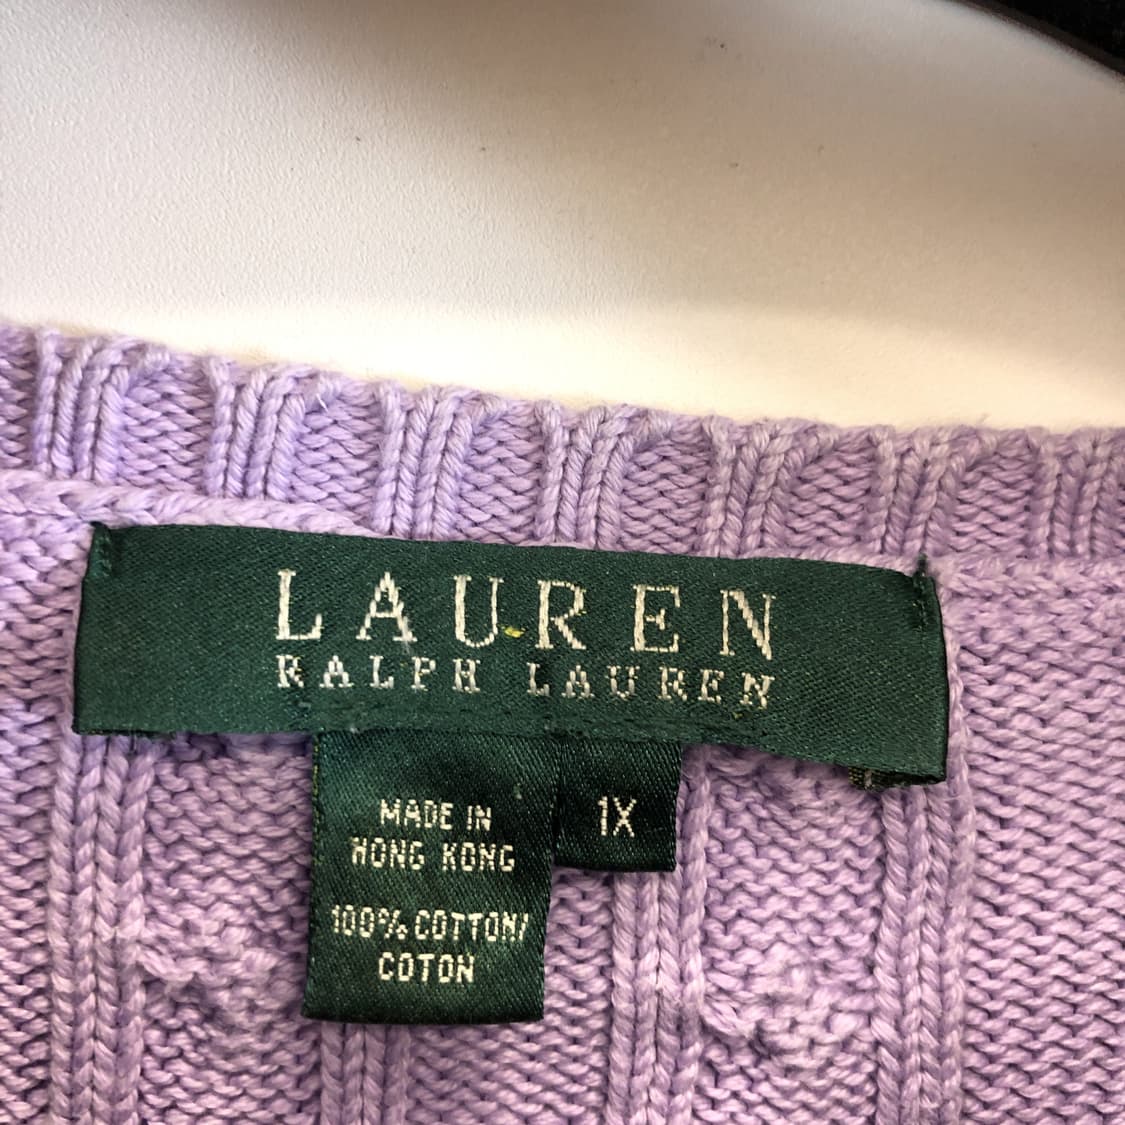 LAUREN
RALPH LAUREN
MADE IN
HONG KONG
100% COTTON/
COTON
1X